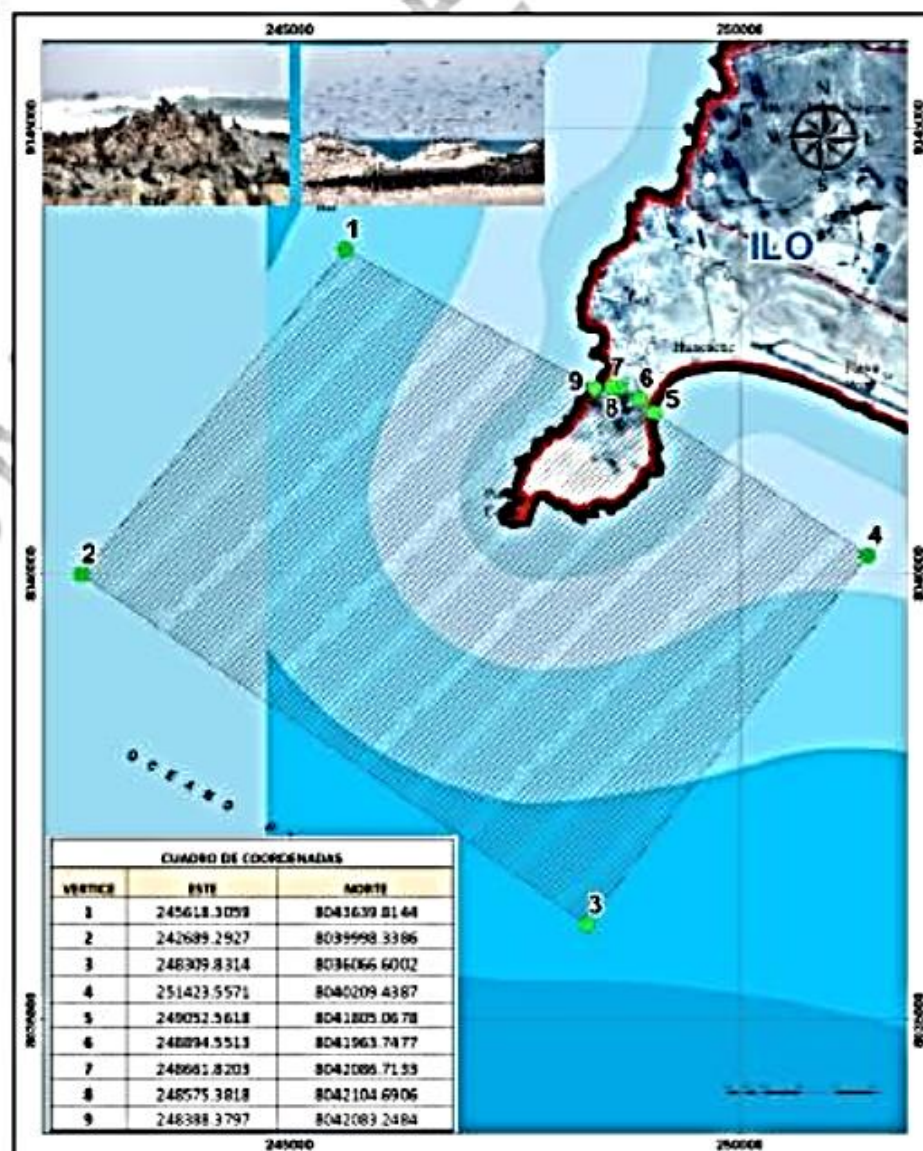 245000 250000
N
S
ILO
1
9 7 6
8 5
4
2
OCEANO
3
CUADRO DE COORDENADAS
VERTICE ESTE NORTE
1 245618.3059 8043639.8144
2 242689.2927 8039998.3386
3 248309.8314 8036066.6002
4 251423.5571 8040209.4387
5 249052.5618 8041805.0678
6 248894.5513 8041963.7477
7 248661.8203 8042086.7133
8 248575.3818 8042104.6906
9 248388.3797 8042083.2484
245000 250000